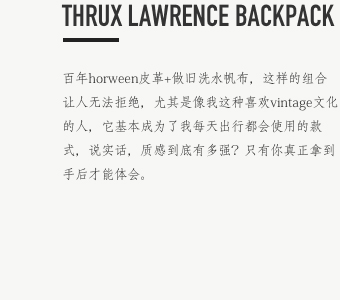 THRUX LAWRENCE BACKPACK
百年horween皮革+做旧洗水帆布，这样的组合
让人无法拒绝，尤其是像我这种喜欢vintage文化
的人，它基本成为了我每天出行都会使用的款
式，说实话，质感到底有多强？只有你真正拿到
手后才能体会。